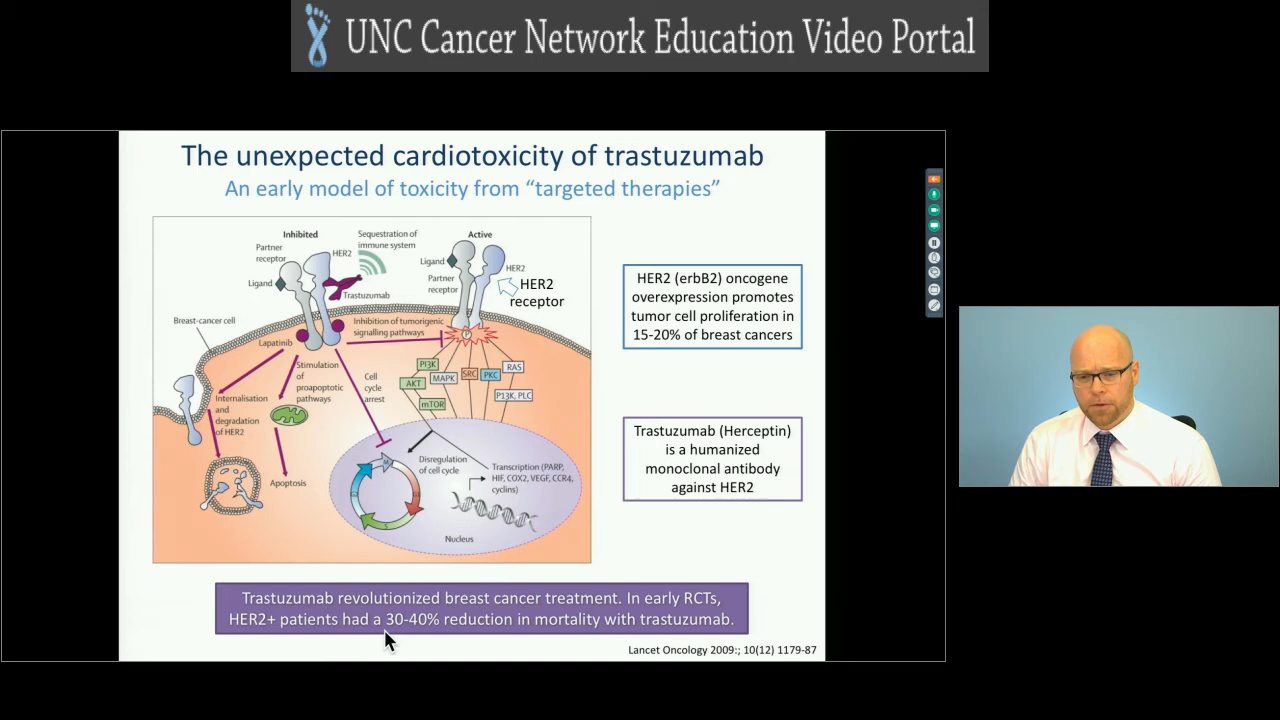 UNC Cancer Network Education Video Portal
The unexpected cardiotoxicity of trastuzumab
An early model of toxicity from “targeted therapies”
Inhibited
Sequestration of
immune system
Active
Partner
receptor
HER2
Ligand
Trastuzumab
Ligand
Partner
receptor
HER2
HER2
receptor
Breast-cancer cell
Lapatinib
Inhibition of tumorigenic
signalling pathways
P
Stimulation
of
proapoptotic
pathways
Cell
cycle
arrest
PI3K
AKT
MAPK
SRC
PKC
RAS
mTOR
P13K, PLC
Internalisation
and
degradation
of HER2
Apoptosis
M
G2
G1
S
Disregulation
of cell cycle
Transcription (PARP,
HIF, COX2, VEGF, CCR4,
cyclins)
Nucleus
HER2 (erbB2) oncogene
overexpression promotes
tumor cell proliferation in
15-20% of breast cancers
Trastuzumab (Herceptin)
is a humanized
monoclonal antibody
against HER2
Trastuzumab revolutionized breast cancer treatment. In early RCTs,
HER2+ patients had a 30-40% reduction in mortality with trastuzumab.
Lancet Oncology 2009:; 10(12) 1179-87